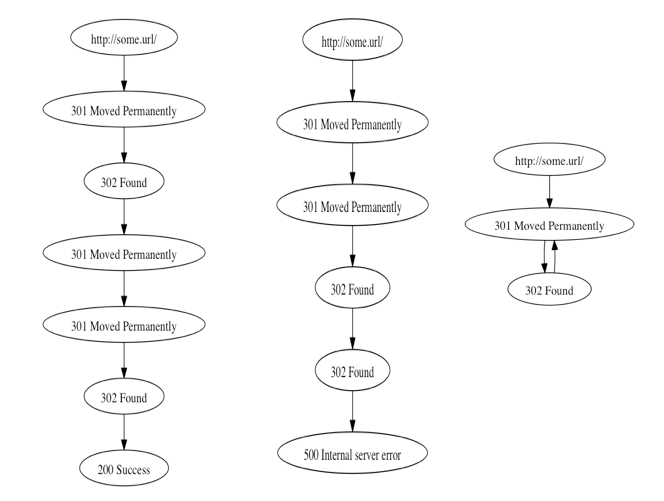 http://some.url/
301 Moved Permanently
302 Found
301 Moved Permanently
301 Moved Permanently
302 Found
200 Success
http://some.url/
301 Moved Permanently
301 Moved Permanently
302 Found
302 Found
500 Internal server error
http://some.url/
301 Moved Permanently
302 Found